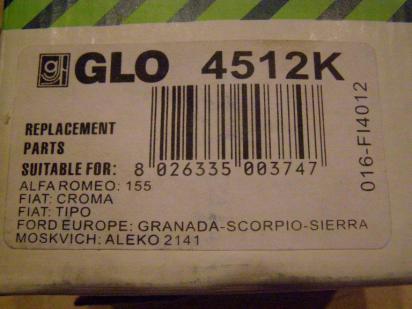 GLO 4512K
REPLACEMENT
PARTS
SUITABLE FOR:
8 026335 003747
016-FI4012
ALFA ROMEO: 155
FIAT: CROMA
FIAT: TIPO
FORD EUROPE: GRANADA-SCORPIO-SIERRA
MOSKVICH: ALEKO 2141